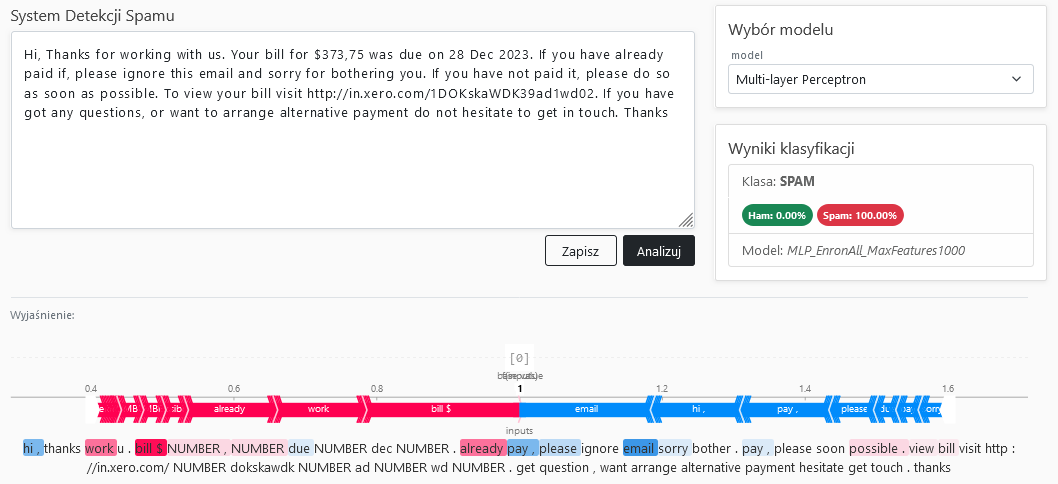 System Detekcji Spamu
Hi, Thanks for working with us. Your bill for $373,75 was due on 28 Dec 2023. If you have already
paid if, please ignore this email and sorry for bothering you. If you have not paid it, please do so
as soon as possible. To view your bill visit http://in.xero.com/1DOKskaWDK39ad1wd02. If you have
got any questions, or want to arrange alternative payment do not hesitate to get in touch. Thanks
Zapisz
Analizuj
Wybór modelu
model
Multi-layer Perceptron
Wyniki klasyfikacji
Klasa: SPAM
Ham: 0.00%
Spam: 100.00%
Model: MLP_EnronAll_MaxFeatures1000
Wyjaśnienie:
[0]
0.4 0.6 0.8 1 1.2 1.4 1.6
already work bill $ email hi , pay , please
inputs
hi , thanks work u . bill $ NUMBER , NUMBER due NUMBER dec NUMBER . already pay , please ignore email sorry bother . pay , please soon possible . view bill visit http :
//in.xero.com/ NUMBER dokskawdk NUMBER ad NUMBER wd NUMBER . get question , want arrange alternative payment hesitate get touch . thanks